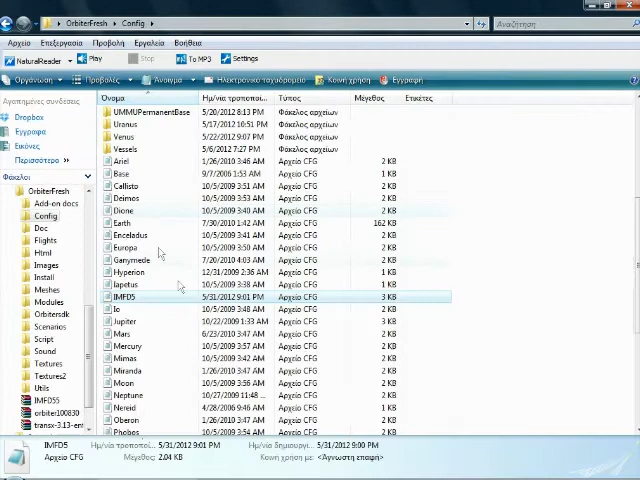 OrbiterFresh ▸ Config ▸ Αναζήτηση
Αρχείο Επεξεργασία Προβολή Εργαλεία Βοήθεια
NaturalReader Play Stop To MP3 Settings
Οργάνωση Προβολές Άνοιγμα Ηλεκτρονικό ταχυδρομείο Κοινή χρήση Εγγραφή
Αγαπημένες συνδέσεις
Dropbox
Έγγραφα
Εικόνες
Περισσότερα »
Φάκελοι
OrbiterFresh
Add-on docs
Config
Doc
Flights
Html
Images
Install
Meshes
Modules
Orbitersdk
Scenarios
Script
Sound
Textures
Textures2
Utils
IMFD55
orbiter100830
transx-3.13-ent
Όνομα Ημ/νία τροποποί... Τύπος Μέγεθος Ετικέτες
UMMUPermanentBase 5/20/2012 8:13 PM Φάκελος αρχείων
Uranus 5/17/2012 10:51 PM Φάκελος αρχείων
Venus 5/22/2012 9:07 PM Φάκελος αρχείων
Vessels 5/6/2012 7:27 PM Φάκελος αρχείων
Ariel 1/26/2010 3:46 AM Αρχείο CFG 2 KB
Base 9/7/2006 1:53 AM Αρχείο CFG 2 KB
Callisto 10/5/2009 3:51 AM Αρχείο CFG 2 KB
Deimos 10/5/2009 3:53 AM Αρχείο CFG 2 KB
Dione 10/5/2009 3:40 AM Αρχείο CFG 2 KB
Earth 7/30/2010 1:42 AM Αρχείο CFG 162 KB
Enceladus 10/5/2009 3:41 AM Αρχείο CFG 2 KB
Europa 10/5/2009 3:50 AM Αρχείο CFG 2 KB
Ganymede 7/20/2010 4:03 AM Αρχείο CFG 2 KB
Hyperion 12/31/2009 2:36 AM Αρχείο CFG 1 KB
Iapetus 10/5/2009 3:38 AM Αρχείο CFG 2 KB
IMFD5 5/31/2012 9:01 PM Αρχείο CFG 3 KB
Io 10/5/2009 3:48 AM Αρχείο CFG 2 KB
Jupiter 10/22/2009 1:33 AM Αρχείο CFG 3 KB
Mars 6/23/2010 3:47 AM Αρχείο CFG 2 KB
Mercury 10/5/2009 3:57 AM Αρχείο CFG 2 KB
Mimas 10/5/2009 3:42 AM Αρχείο CFG 2 KB
Miranda 1/26/2010 3:47 AM Αρχείο CFG 2 KB
Moon 10/5/2009 3:56 AM Αρχείο CFG 2 KB
Neptune 10/27/2009 11:48 ... Αρχείο CFG 2 KB
Nereid 4/28/2006 9:46 AM Αρχείο CFG 1 KB
Oberon 1/26/2010 3:47 AM Αρχείο CFG 2 KB
Phobos 10/5/2009 3:54 AM Αρχείο CFG 2 KB
IMFD5 Ημ/νία τροποποί... 5/31/2012 9:01 PM Ημ/νία δημιουργί... 5/31/2012 9:00 PM
Αρχείο CFG Μέγεθος: 2.04 KB Κοινή χρήση με: <Άγνωστη επαφή>